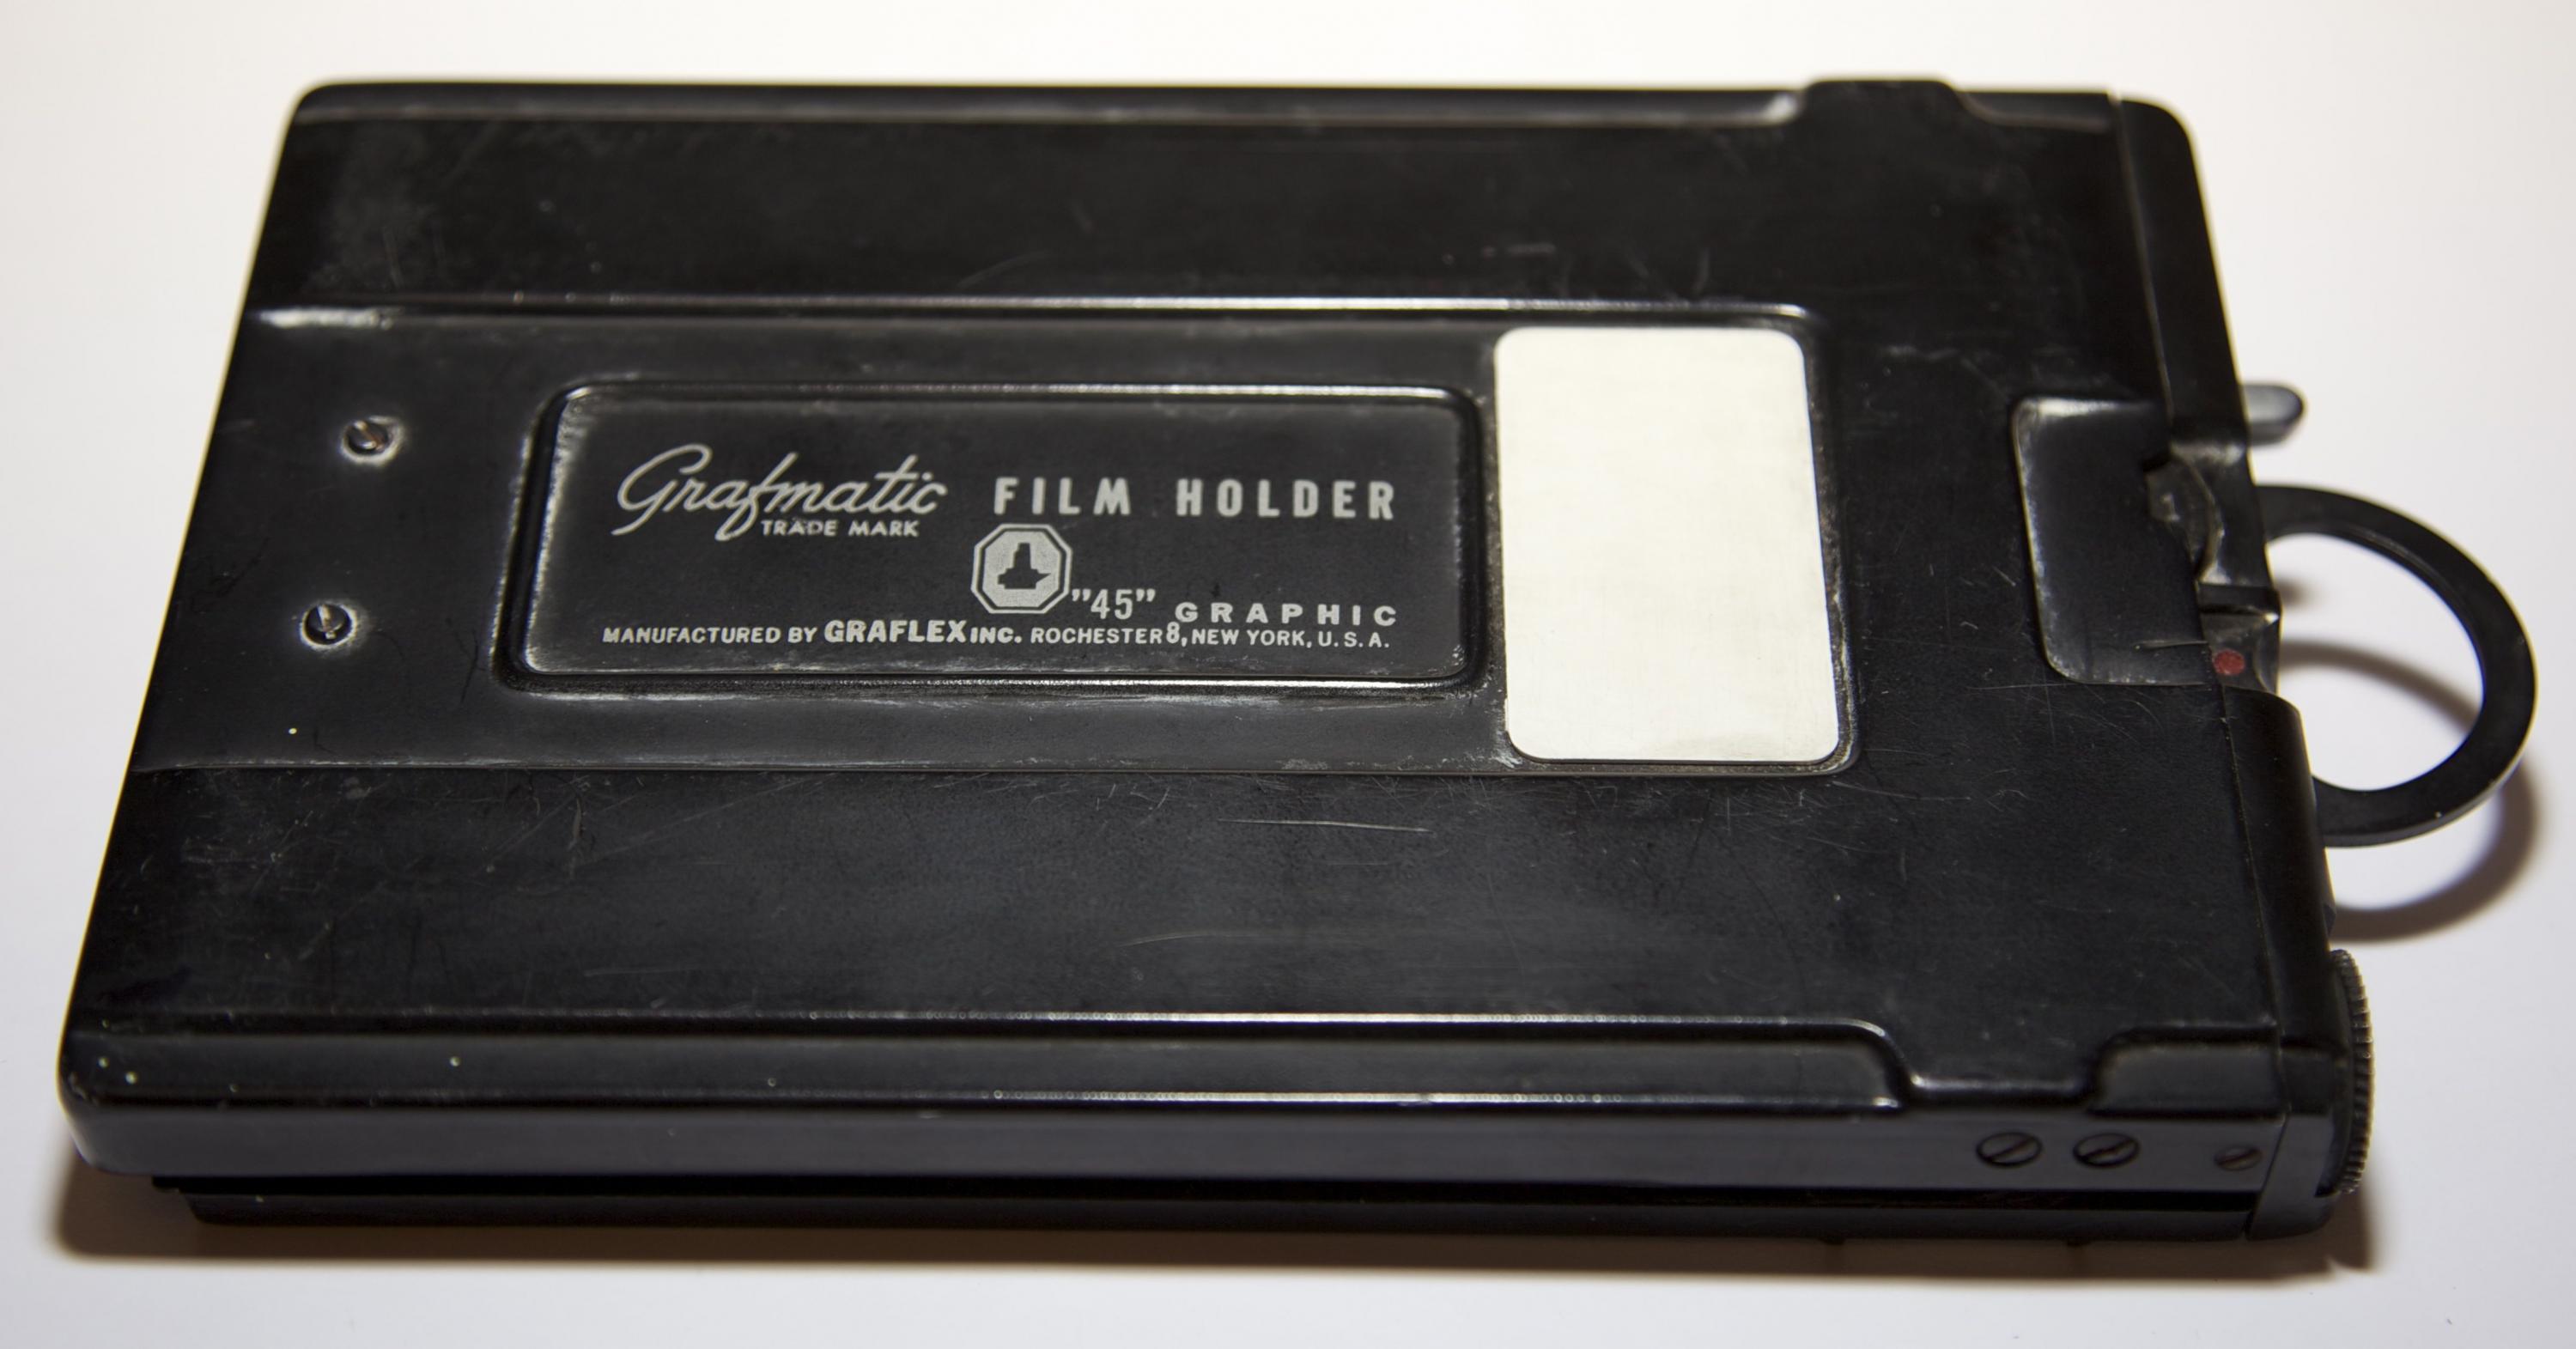 Grafmatic FILM HOLDER
TRADE MARK
"45" GRAPHIC
MANUFACTURED BY GRAFLEX INC. ROCHESTER 8, NEW YORK, U.S.A.